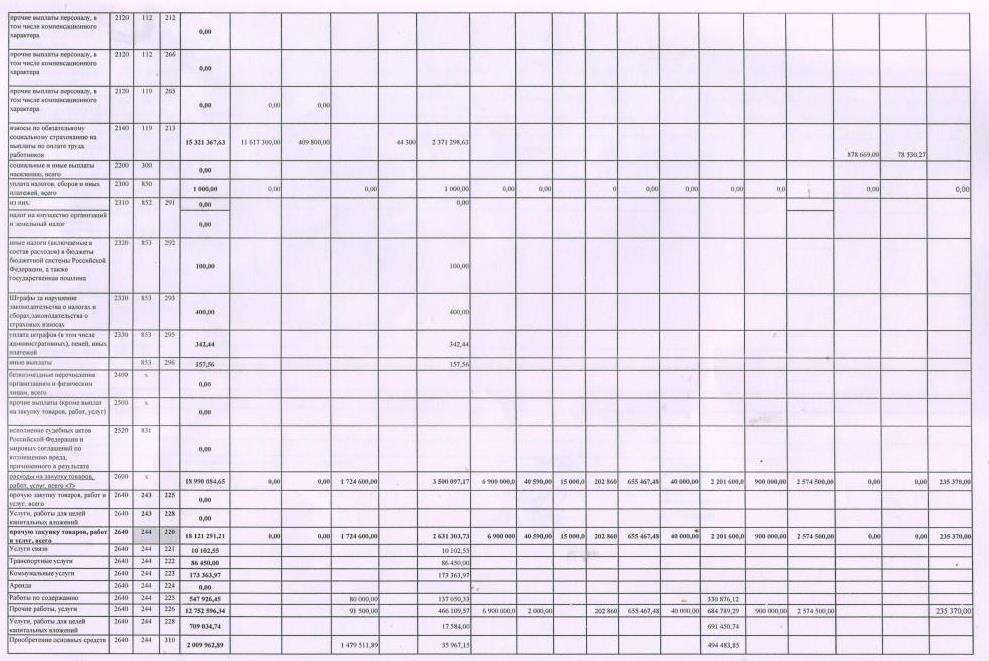 прочие выплаты персоналу, в том числе компенсационного характера 2120 112 212 0,00
прочие выплаты персоналу, в том числе компенсационного характера 2120 112 266 0,00
прочие выплаты персоналу, в том числе компенсационного характера 2120 119 265 0,00 0,00 0,00
взносы по обязательному социальному страхованию на выплаты по оплате труда работников 2140 119 213 15 321 367,63 11 617 300,00 409 800,00 44 300 2 371 298,63 878 669,00 78 530,27
социальные и иные выплаты населению, всего 2200 300 0,00
уплата налогов, сборов и иных платежей, всего 2300 850 1 000,00 0,00 0,00 1 000,00 0,00 0,00 0 0,00 0,00 0,00 0,0 0,00 0,00
из них: 2310 852 291 0,00 0,00
налог на имущество организаций и земельный налог 0,00
иные налоги (включаемые в состав расходов) в бюджеты бюджетной системы Российской Федерации, а также государственная пошлина 2320 853 292 100,00 100,00
Штрафы за нарушение законодательства о налогах и сборах,законодательства о страховых взносах 2330 853 293 400,00 400,00
уплата штрафов (в том числе административных), пеней, иных платежей 2330 853 295 342,44 342,44
иные выплаты 853 296 157,56 157,56
безвозмездные перечисления организациям и физическим лицам, всего 2400 х 0,00
прочие выплаты (кроме выплат на закупку товаров, работ, услуг) 2500 х 0,00
исполнение судебных актов Российской Федерации и мировых соглашений по возмещению вреда, причиненного в результате 2520 831 0,00
расходы на закупку товаров, работ, услуг, всего <7> 2600 х 18 990 084,65 0,00 0,00 1 724 600,00 3 500 097,17 6 900 000,0 40 590,00 15 000,0 202 860 655 467,48 40 000,00 2 201 600,0 900 000,00 2 574 500,00 0,00 0,00 235 370,00
прочую закупку товаров, работ и услуг, всего 2640 243 225 0,00
Услуги, работы для целей капитальных вложений 2640 243 228 0,00
прочую закупку товаров, работ и услуг, всего 2640 244 220 18 121 291,21 0,00 0,00 1 724 600,00 2 631 303,73 6 900 000 40 590,00 15 000,0 202 860 655 467,48 40 000,00 2 201 600,0 900 000,00 2 574 500,00 0,00 0,00 235 370,00
Услуги связи 2640 244 221 10 102,55 10 102,55
Транспортные услуги 2640 244 222 86 450,00 86 450,00
Коммунальные услуги 2640 244 223 173 363,97 173 363,97
Аренда 2640 244 224 0,00
Работы по содержанию 2640 244 225 547 926,45 80 000,00 137 050,33 330 876,12
Прочие работы, услуги 2640 244 226 12 752 596,34 91 500,00 466 109,57 6 900 000,0 2 000,00 202 860 655 467,48 40 000,00 684 789,29 900 000,00 2 574 500,00 235 370,00
Услуги, работы для целей капитальных вложений 2640 244 228 709 034,74 17 584,00 691 450,74
Приобретение основных средств 2640 244 310 2 009 962,89 1 479 511,89 35 967,15 494 483,85